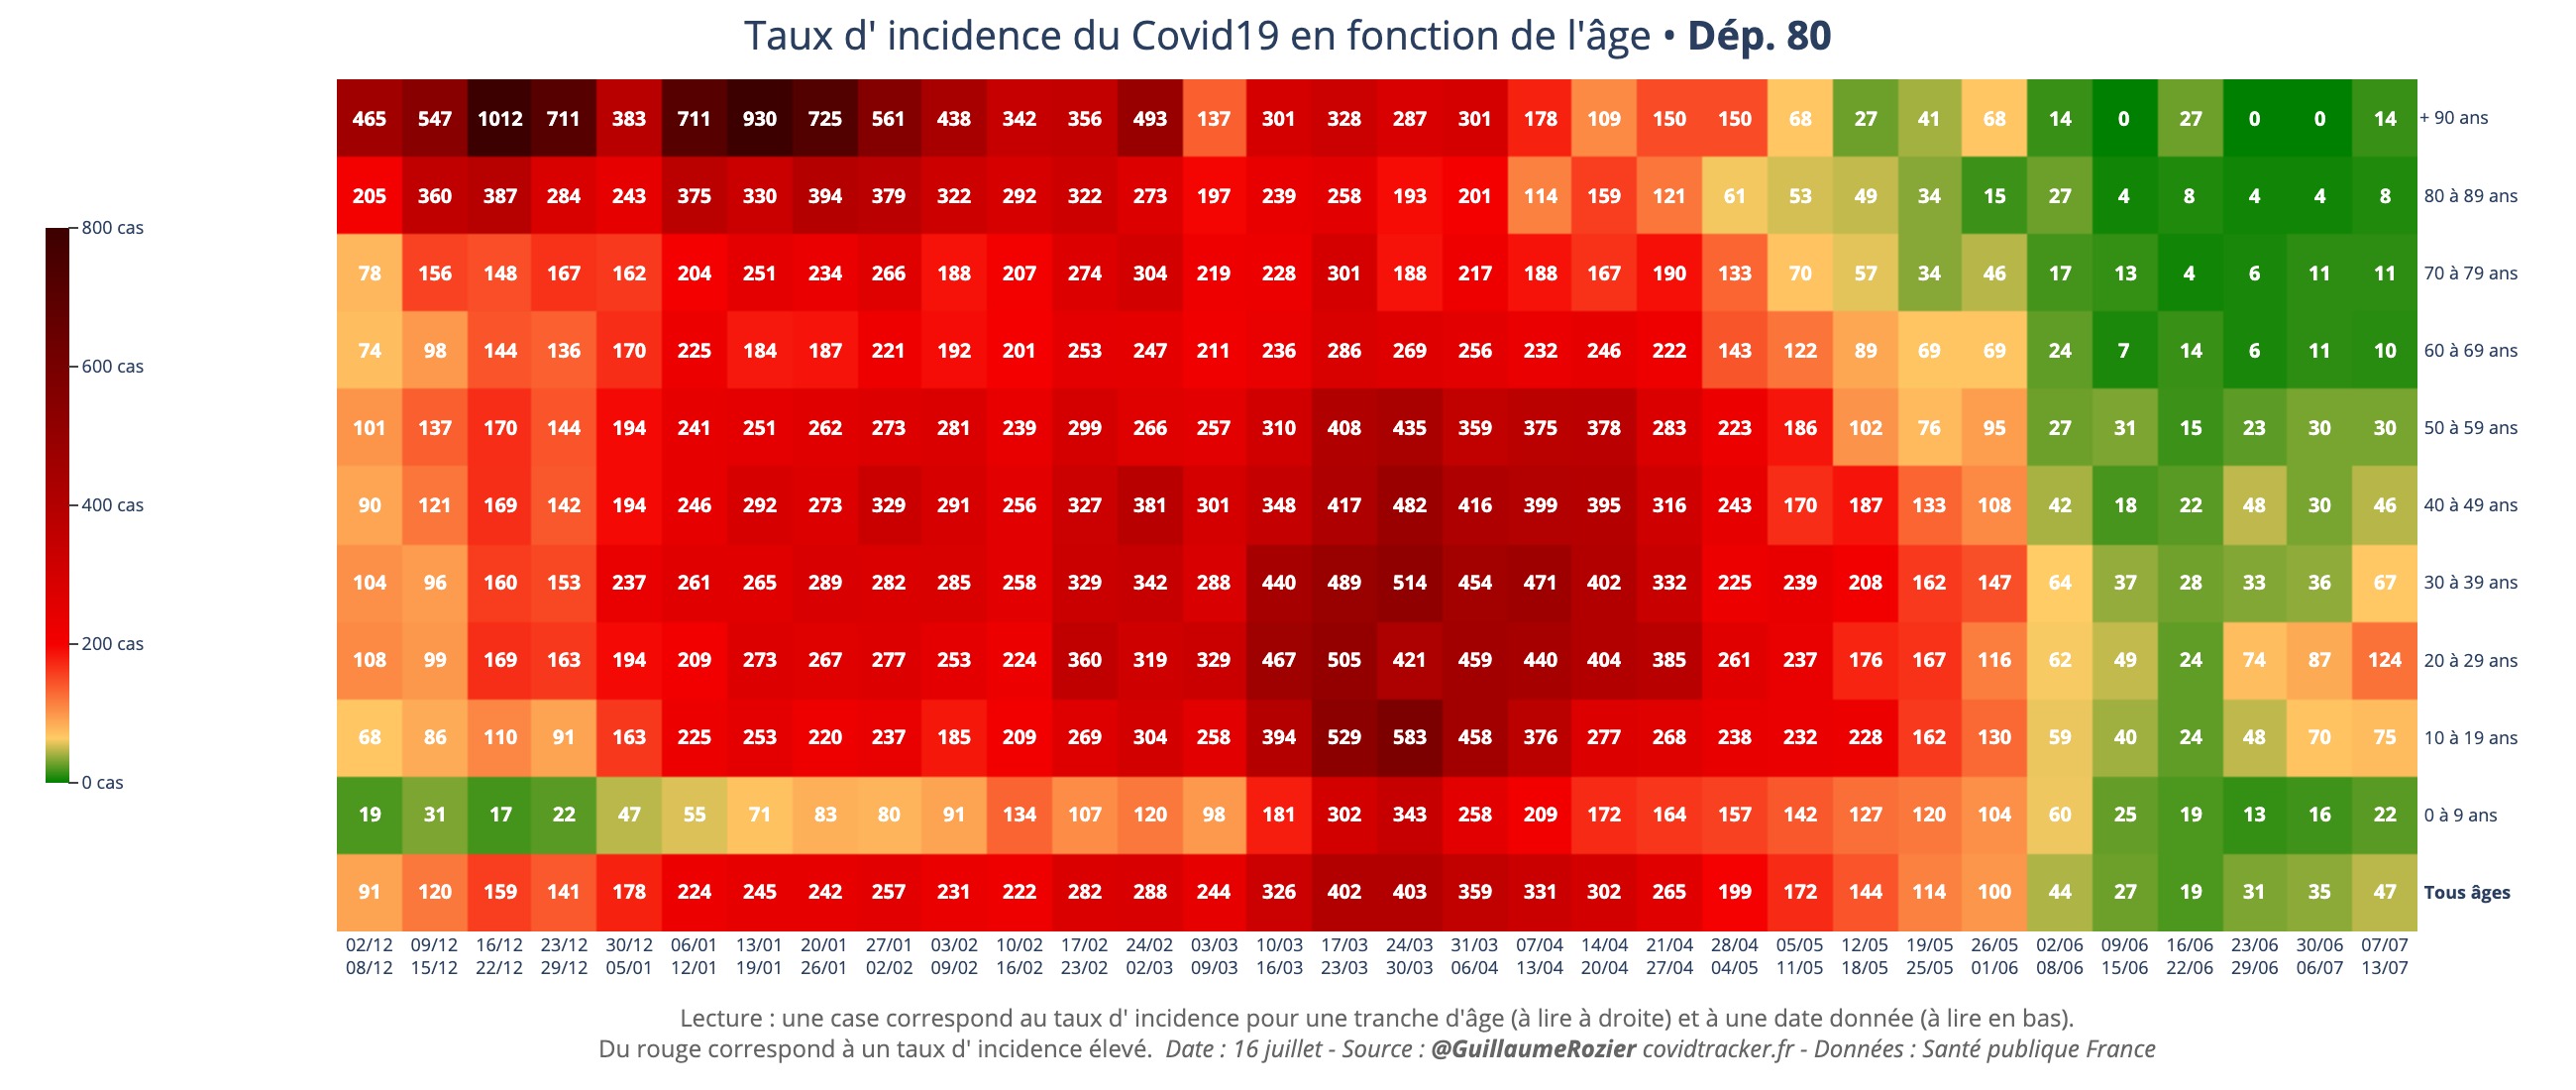 Taux d' incidence du Covid19 en fonction de l'âge • Dép. 80
465 547 1012 711 383 711 930 725 561 438 342 356 493 137 301 328 287 301 178 109 150 150 68 27 41 68 14 0 27 0 0 14 + 90 ans
205 360 387 284 243 375 330 394 379 322 292 322 273 197 239 258 193 201 114 159 121 61 53 49 34 15 27 4 8 4 4 8 80 à 89 ans
78 156 148 167 162 204 251 234 266 188 207 274 304 219 228 301 188 217 188 167 190 133 70 57 34 46 17 13 4 6 11 11 70 à 79 ans
74 98 144 136 170 225 184 187 221 192 201 253 247 211 236 286 269 256 232 246 222 143 122 89 69 69 24 7 14 6 11 10 60 à 69 ans
101 137 170 144 194 241 251 262 273 281 239 299 266 257 310 408 435 359 375 378 283 223 186 102 76 95 27 31 15 23 30 30 50 à 59 ans
90 121 169 142 194 246 292 273 329 291 256 327 381 301 348 417 482 416 399 395 316 243 170 187 133 108 42 18 22 48 30 46 40 à 49 ans
104 96 160 153 237 261 265 289 282 285 258 329 342 288 440 489 514 454 471 402 332 225 239 208 162 147 64 37 28 33 36 67 30 à 39 ans
108 99 169 163 194 209 273 267 277 253 224 360 319 329 467 505 421 459 440 404 385 261 237 176 167 116 62 49 24 74 87 124 20 à 29 ans
68 86 110 91 163 225 253 220 237 185 209 269 304 258 394 529 583 458 376 277 268 238 232 228 162 130 59 40 24 48 70 75 10 à 19 ans
19 31 17 22 47 55 71 83 80 91 134 107 120 98 181 302 343 258 209 172 164 157 142 127 120 104 60 25 19 13 16 22 0 à 9 ans
91 120 159 141 178 224 245 242 257 231 222 282 288 244 326 402 403 359 331 302 265 199 172 144 114 100 44 27 19 31 35 47 Tous âges
02/12 09/12 16/12 23/12 30/12 06/01 13/01 20/01 27/01 03/02 10/02 17/02 24/02 03/03 10/03 17/03 24/03 31/03 07/04 14/04 21/04 28/04 05/05 12/05 19/05 26/05 02/06 09/06 16/06 23/06 30/06 07/07
08/12 15/12 22/12 29/12 05/01 12/01 19/01 26/01 02/02 09/02 16/02 23/02 02/03 09/03 16/03 23/03 30/03 06/04 13/04 20/04 27/04 04/05 11/05 18/05 25/05 01/06 08/06 15/06 22/06 29/06 06/07 13/07
800 cas
600 cas
400 cas
200 cas
0 cas
Lecture : une case correspond au taux d' incidence pour une tranche d'âge (à lire à droite) et à une date donnée (à lire en bas).
Du rouge correspond à un taux d' incidence élevé. Date : 16 juillet - Source : @GuillaumeRozier covidtracker.fr - Données : Santé publique France